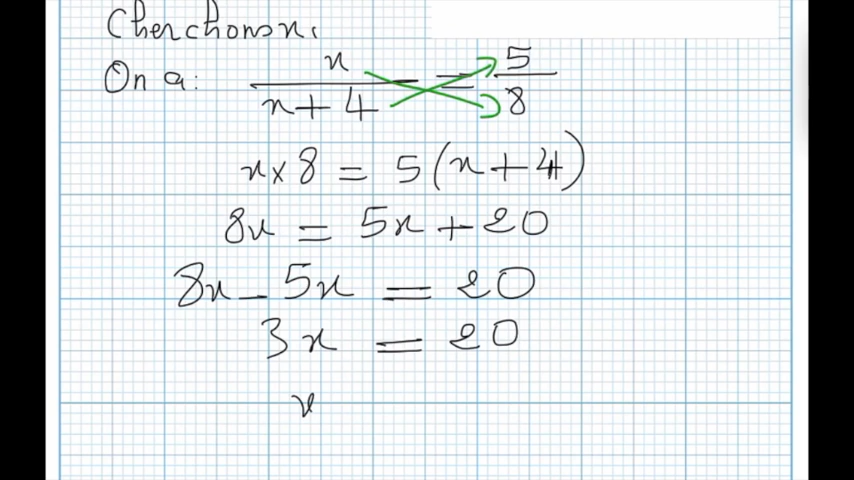 Cherchons x,
On a: x/(x+4) = 5/8
x × 8 = 5(x+4)
8x = 5x + 20
8x - 5x = 20
3x = 20
x